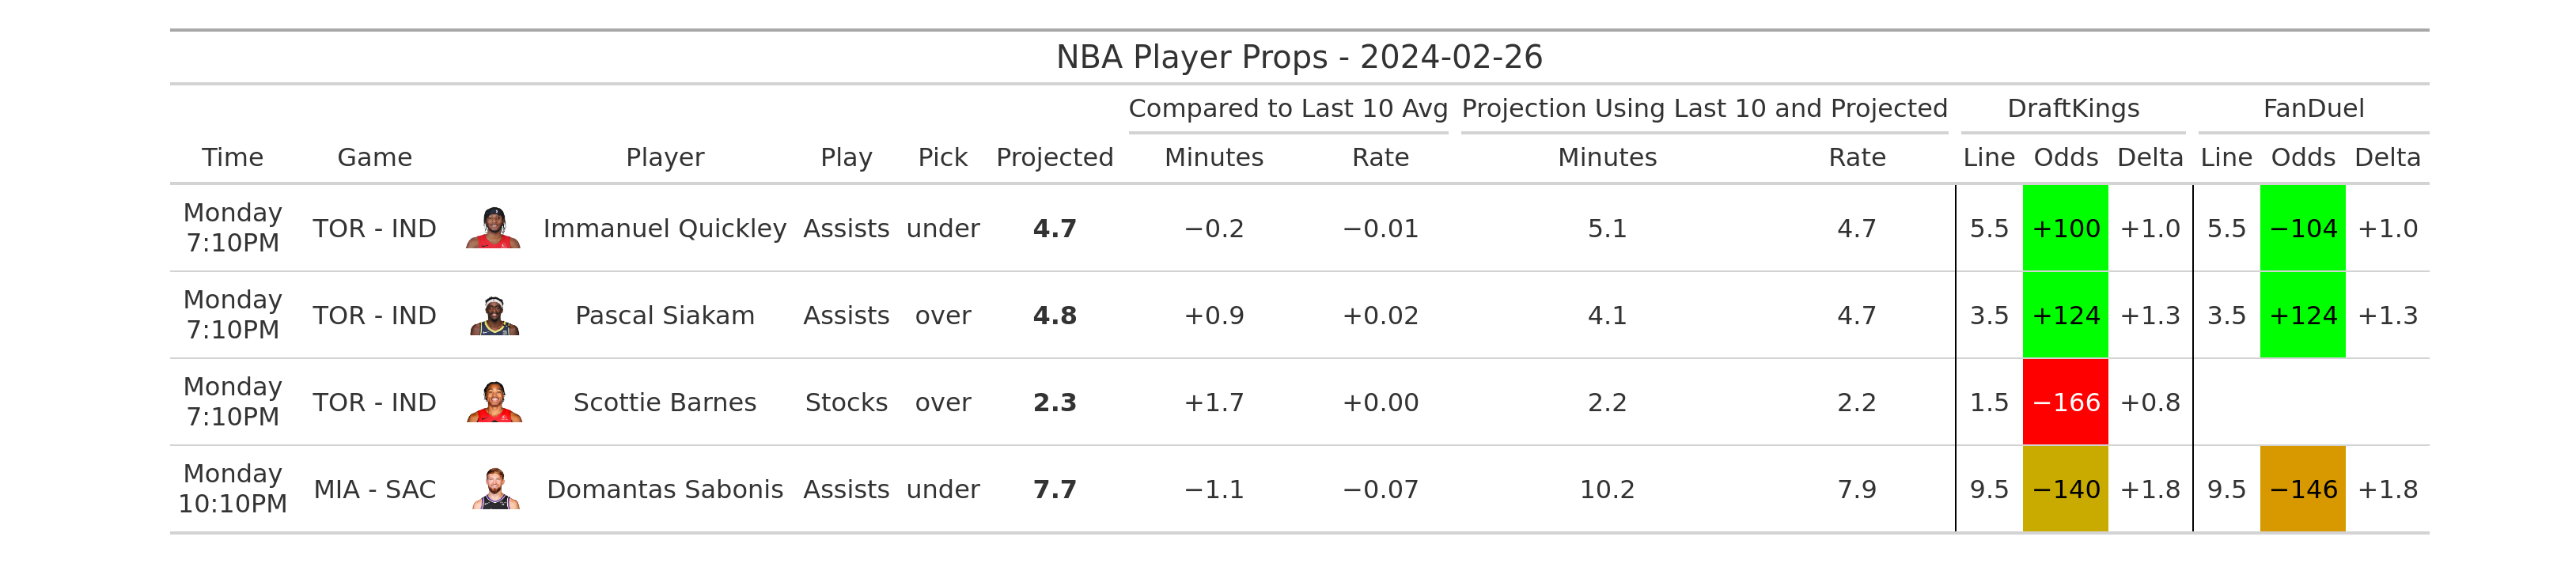 NBA Player Props - 2024-02-26
Compared to Last 10 Avg Projection Using Last 10 and Projected DraftKings FanDuel
Time Game Player Play Pick Projected Minutes Rate Minutes Rate Line Odds Delta Line Odds Delta
Monday
7:10PM TOR - IND Immanuel Quickley Assists under 4.7 −0.2 −0.01 5.1 4.7 5.5 +100 +1.0 5.5 −104 +1.0
Monday
7:10PM TOR - IND Pascal Siakam Assists over 4.8 +0.9 +0.02 4.1 4.7 3.5 +124 +1.3 3.5 +124 +1.3
Monday
7:10PM TOR - IND Scottie Barnes Stocks over 2.3 +1.7 +0.00 2.2 2.2 1.5 −166 +0.8
Monday
10:10PM MIA - SAC Domantas Sabonis Assists under 7.7 −1.1 −0.07 10.2 7.9 9.5 −140 +1.8 9.5 −146 +1.8